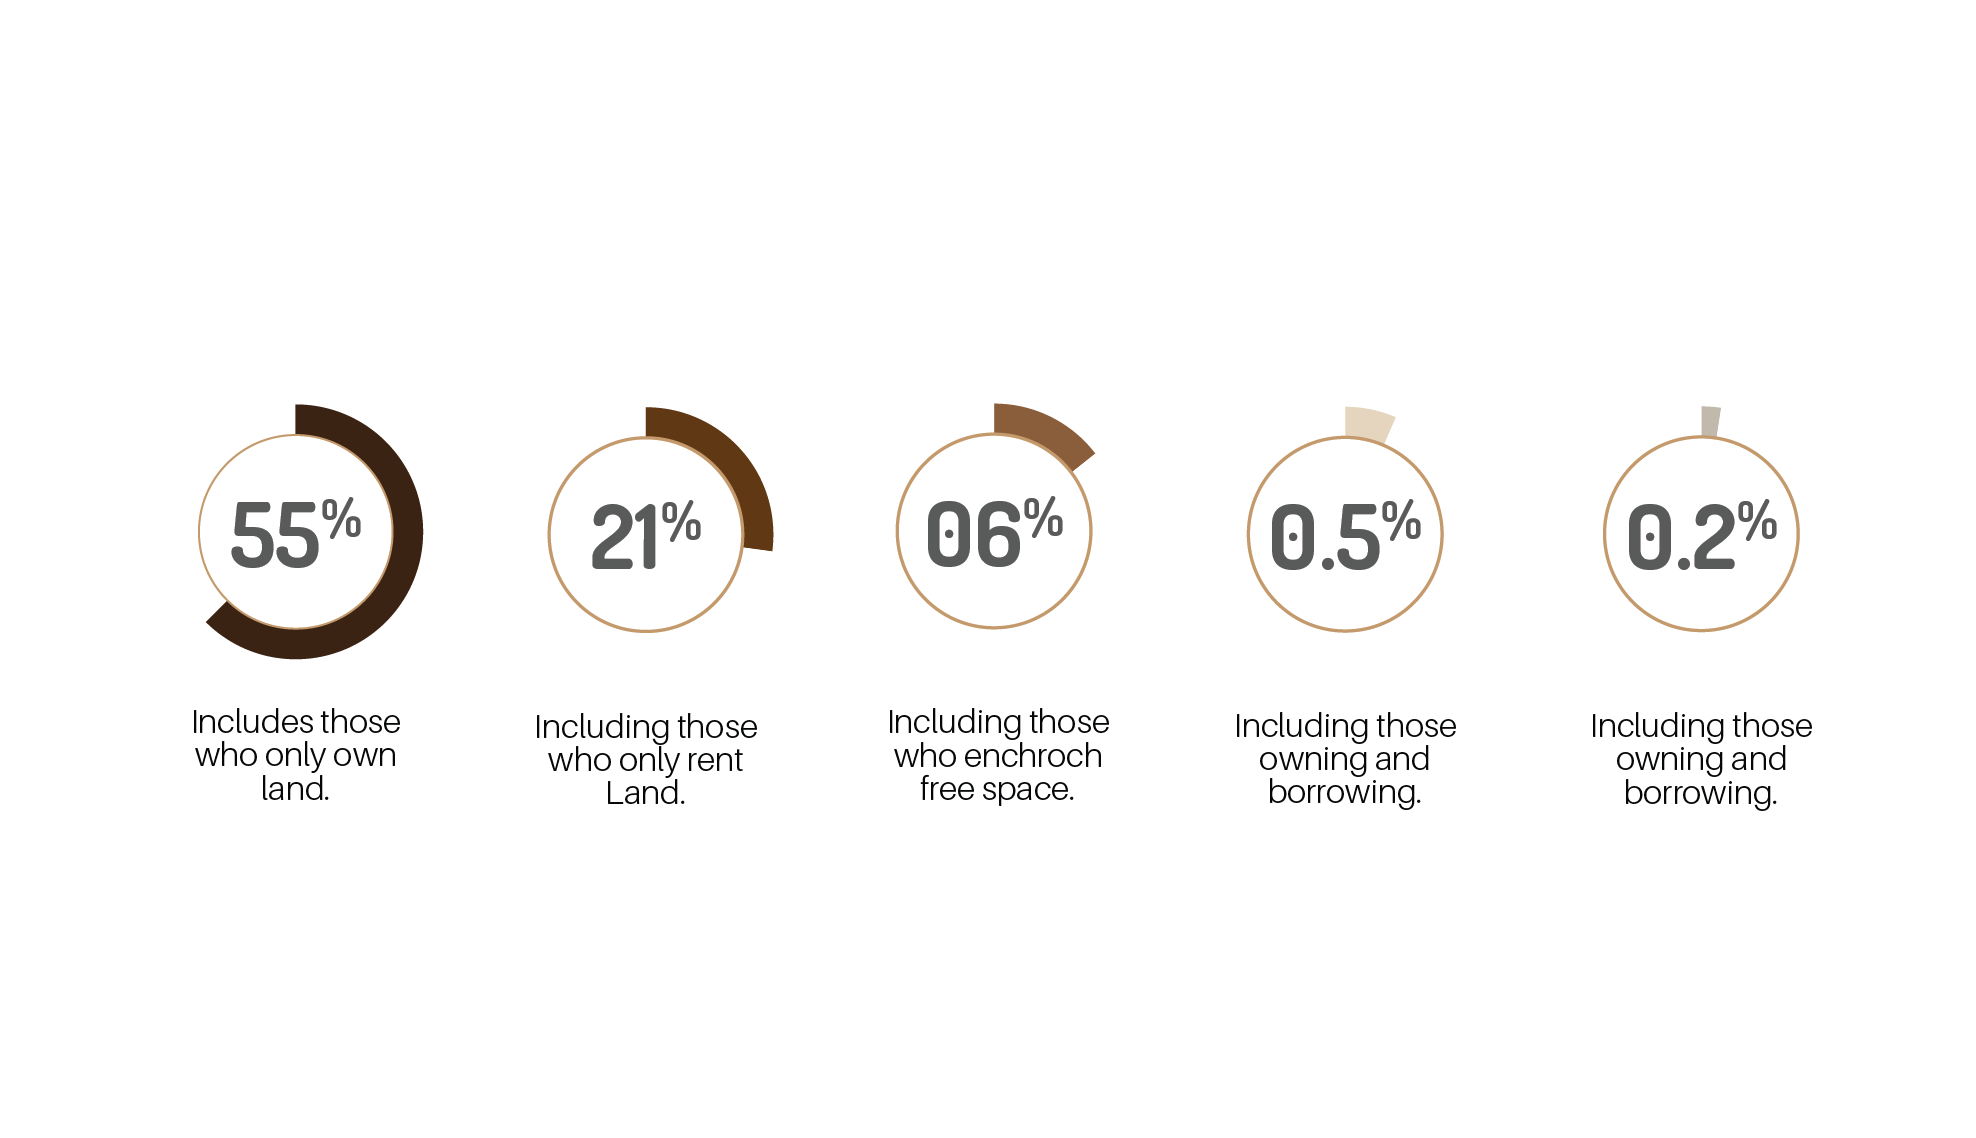 55%
Includes those
who only own
land.
21%
Including those
who only rent
Land.
06%
Including those
who enchroch
free space.
0.5%
Including those
owning and
borrowing.
0.2%
Including those
owning and
borrowing.